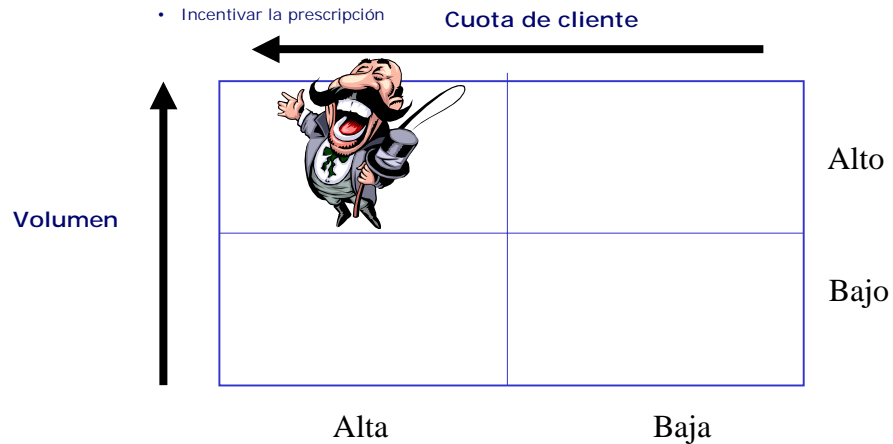 • Incentivar la prescripción
Cuota de cliente
Alto
Volumen
Bajo
Alta
Baja